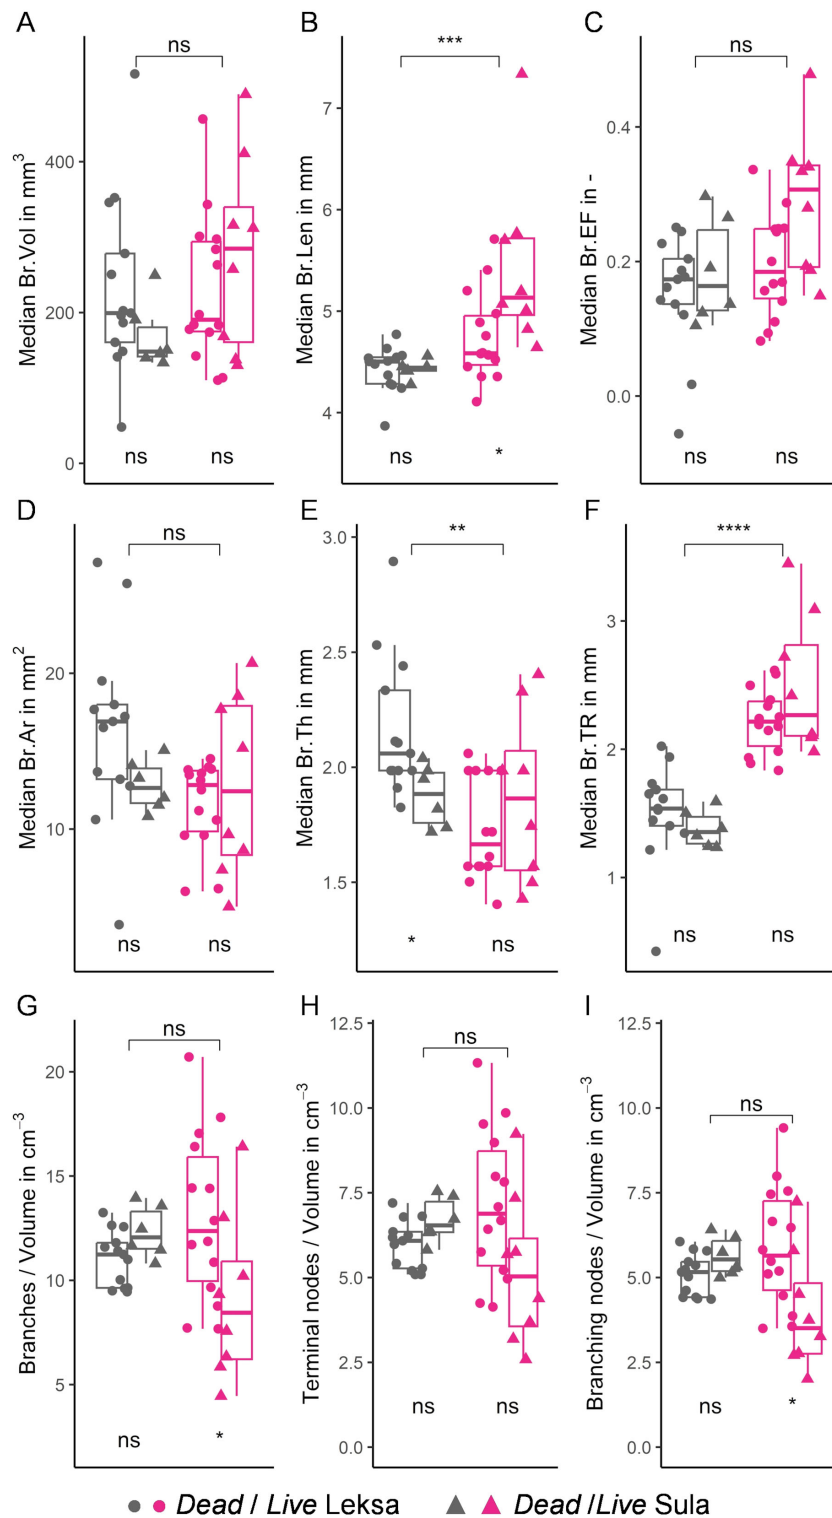 A
B
C
ns
***
ns
Median Br.Vol in mm³
400
200
0
ns
ns
Median Br.Len in mm
7
6
5
4
ns
*
Median Br.EF in -
0.4
0.2
0.0
ns
ns
D
E
F
ns
**
****
Median Br.Ar in mm²
20
10
ns
ns
Median Br.Th in mm
3.0
2.5
2.0
1.5
*
ns
Median Br.TR in mm
3
2
1
ns
ns
G
H
I
ns
ns
ns
Branches / Volume in cm⁻³
20
15
10
5
ns
*
Terminal nodes / Volume in cm⁻³
12.5
10.0
7.5
5.0
2.5
0.0
ns
ns
Branching nodes / Volume in cm⁻³
12.5
10.0
7.5
5.0
2.5
0.0
ns
*
Dead / Live Leksa
Dead /Live Sula